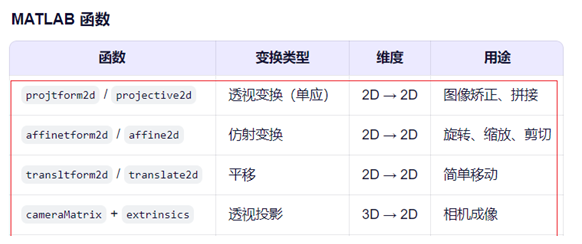 MATLAB 函数
函数 变换类型 维度 用途
projtform2d / projective2d 透视变换（单应） 2D → 2D 图像矫正、拼接
affinetform2d / affine2d 仿射变换 2D → 2D 旋转、缩放、剪切
transltform2d / translate2d 平移 2D → 2D 简单移动
cameraMatrix + extrinsics 透视投影 3D → 2D 相机成像